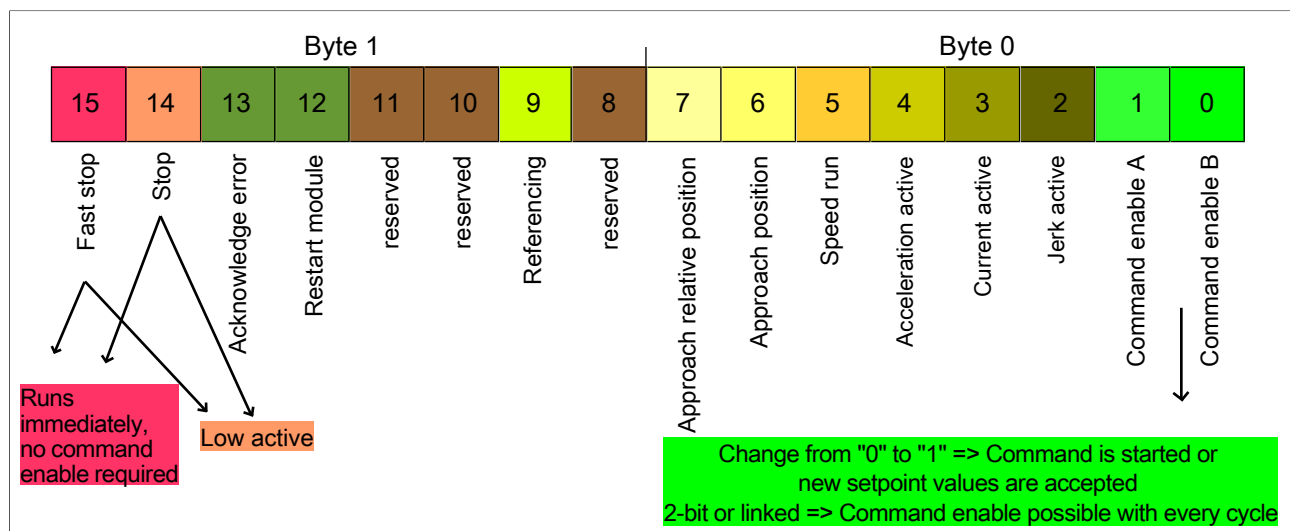 Byte 1
Byte 0
15
14
13
12
11
10
9
8
7
6
5
4
3
2
1
0
Fast stop
Stop
Acknowledge error
Restart module
reserved
reserved
Referencing
reserved
Approach relative position
Approach position
Speed run
Acceleration active
Current active
Jerk active
Command enable A
Command enable B
Runs
immediately,
no command
enable required
Low active
Change from "0" to "1" => Command is started or
new setpoint values are accepted
2-bit or linked => Command enable possible with every cycle